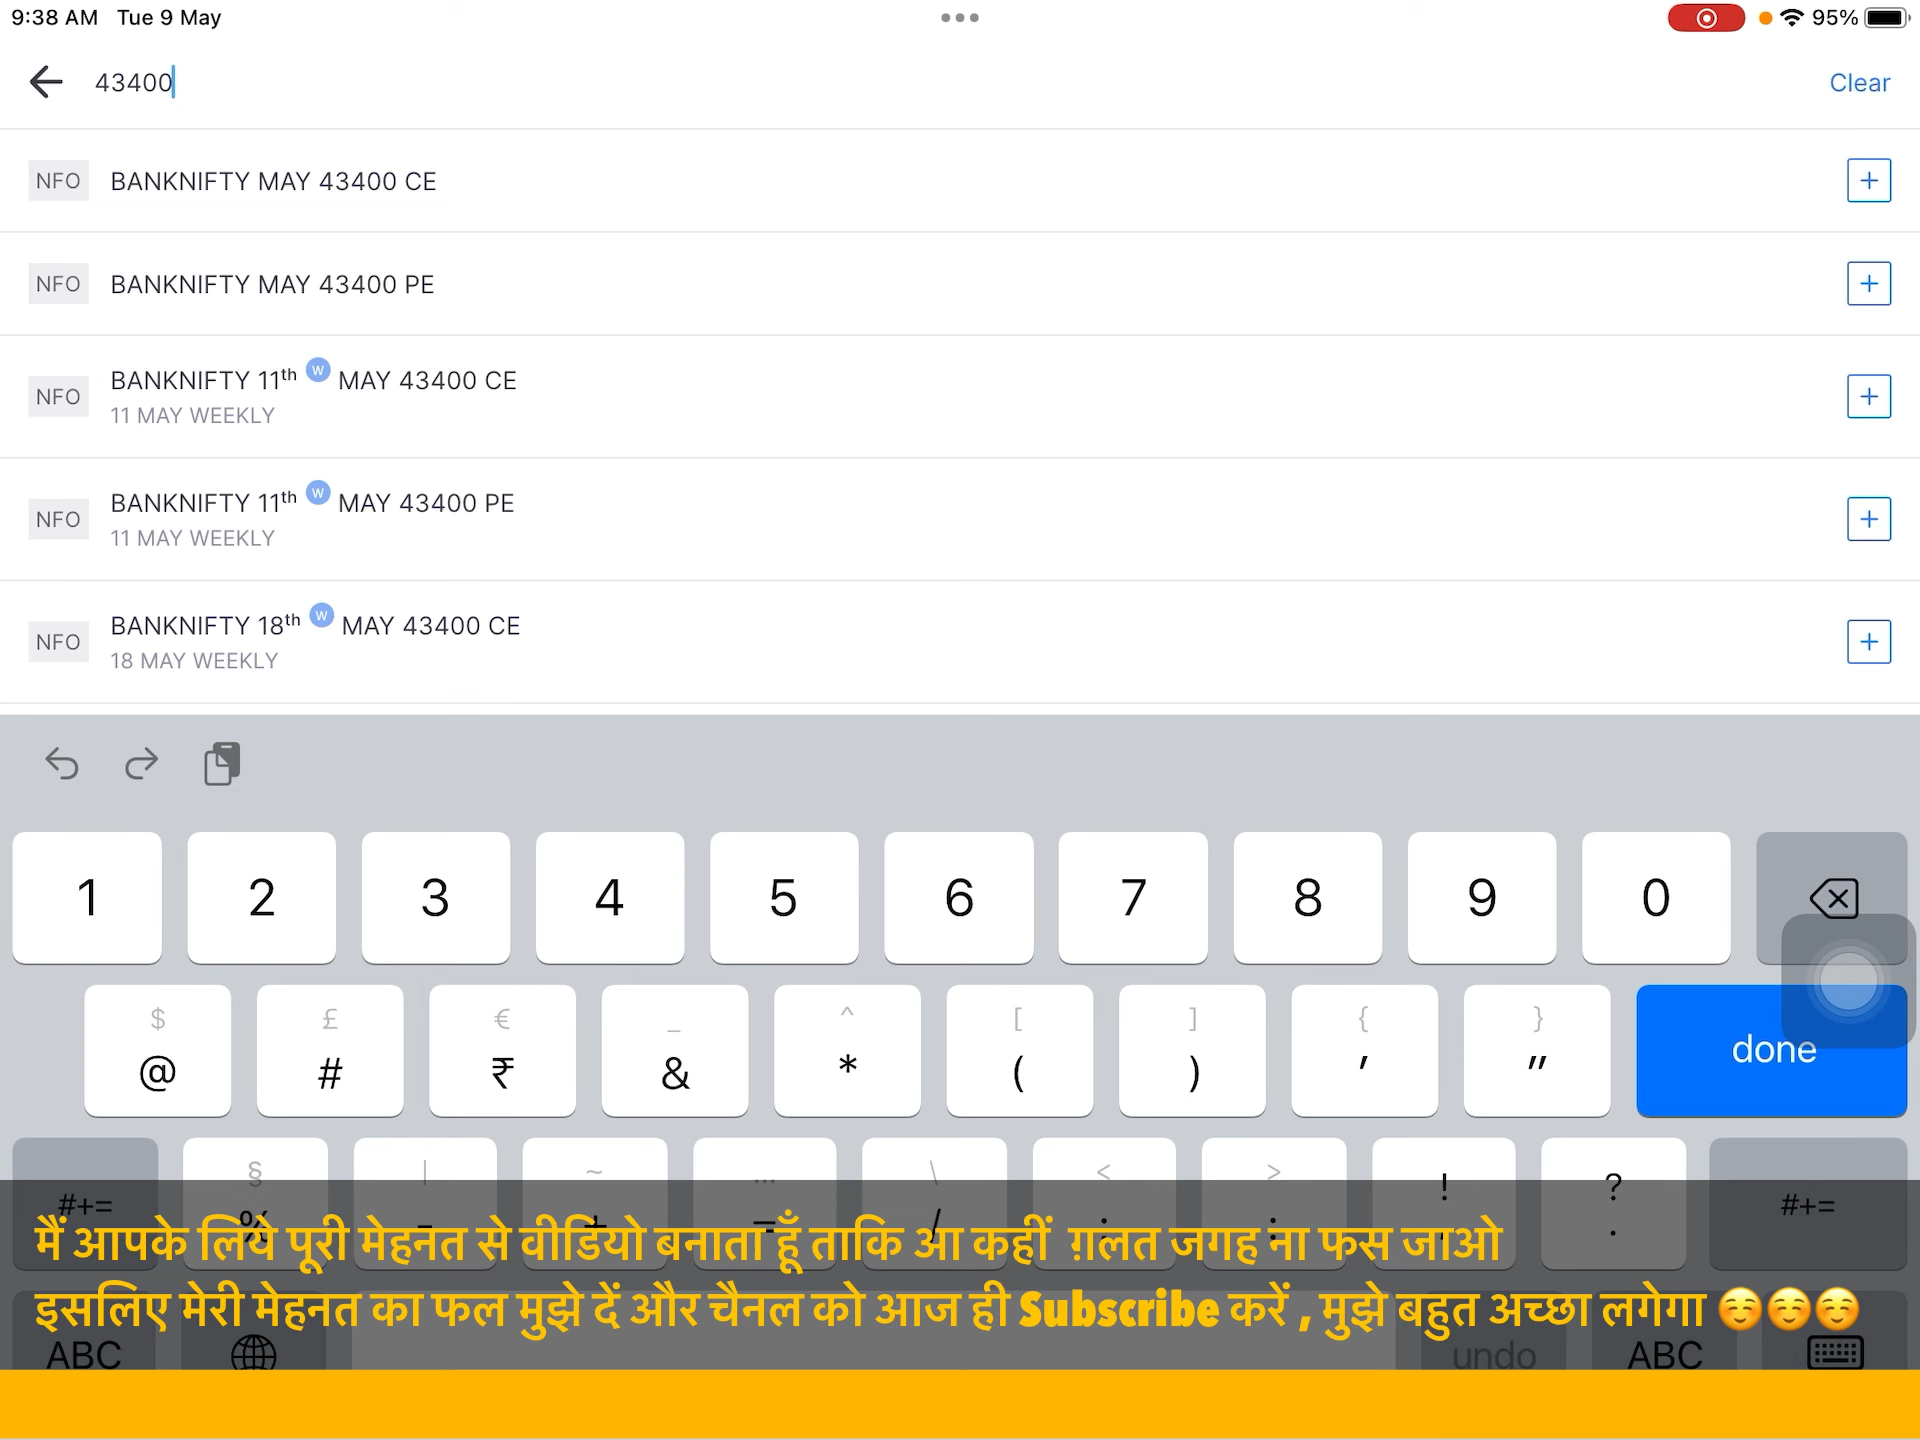 9:38 AM Tue 9 May
95%
43400
Clear
NFO BANKNIFTY MAY 43400 CE
NFO BANKNIFTY MAY 43400 PE
NFO BANKNIFTY 11th W MAY 43400 CE
11 MAY WEEKLY
NFO BANKNIFTY 11th W MAY 43400 PE
11 MAY WEEKLY
NFO BANKNIFTY 18th W MAY 43400 CE
18 MAY WEEKLY
1 2 3 4 5 6 7 8 9 0
$ £ € _ ^ [ ] { }
@ # ₹ & * ( ) ' " done
§ | ~ … \ < > ! ?
#+= % - + = / ; : , . #+=
मैं आपके लिये पूरी मेहनत से वीडियो बनाता हूँ ताकि आ कहीं ग़लत जगह ना फस जाओ
इसलिए मेरी मेहनत का फल मुझे दें और चैनल को आज ही Subscribe करें , मुझे बहुत अच्छा लगेगा ☺️☺️☺️
ABC undo ABC